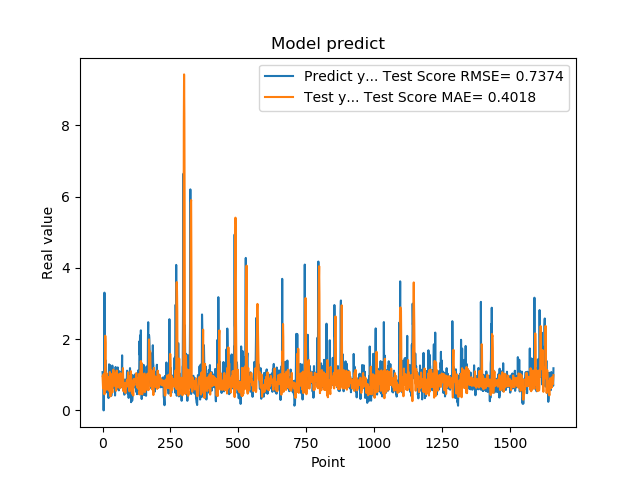 Model predict
Predict y... Test Score RMSE= 0.7374
Test y... Test Score MAE= 0.4018
Real value
8
6
4
2
0
0 250 500 750 1000 1250 1500
Point